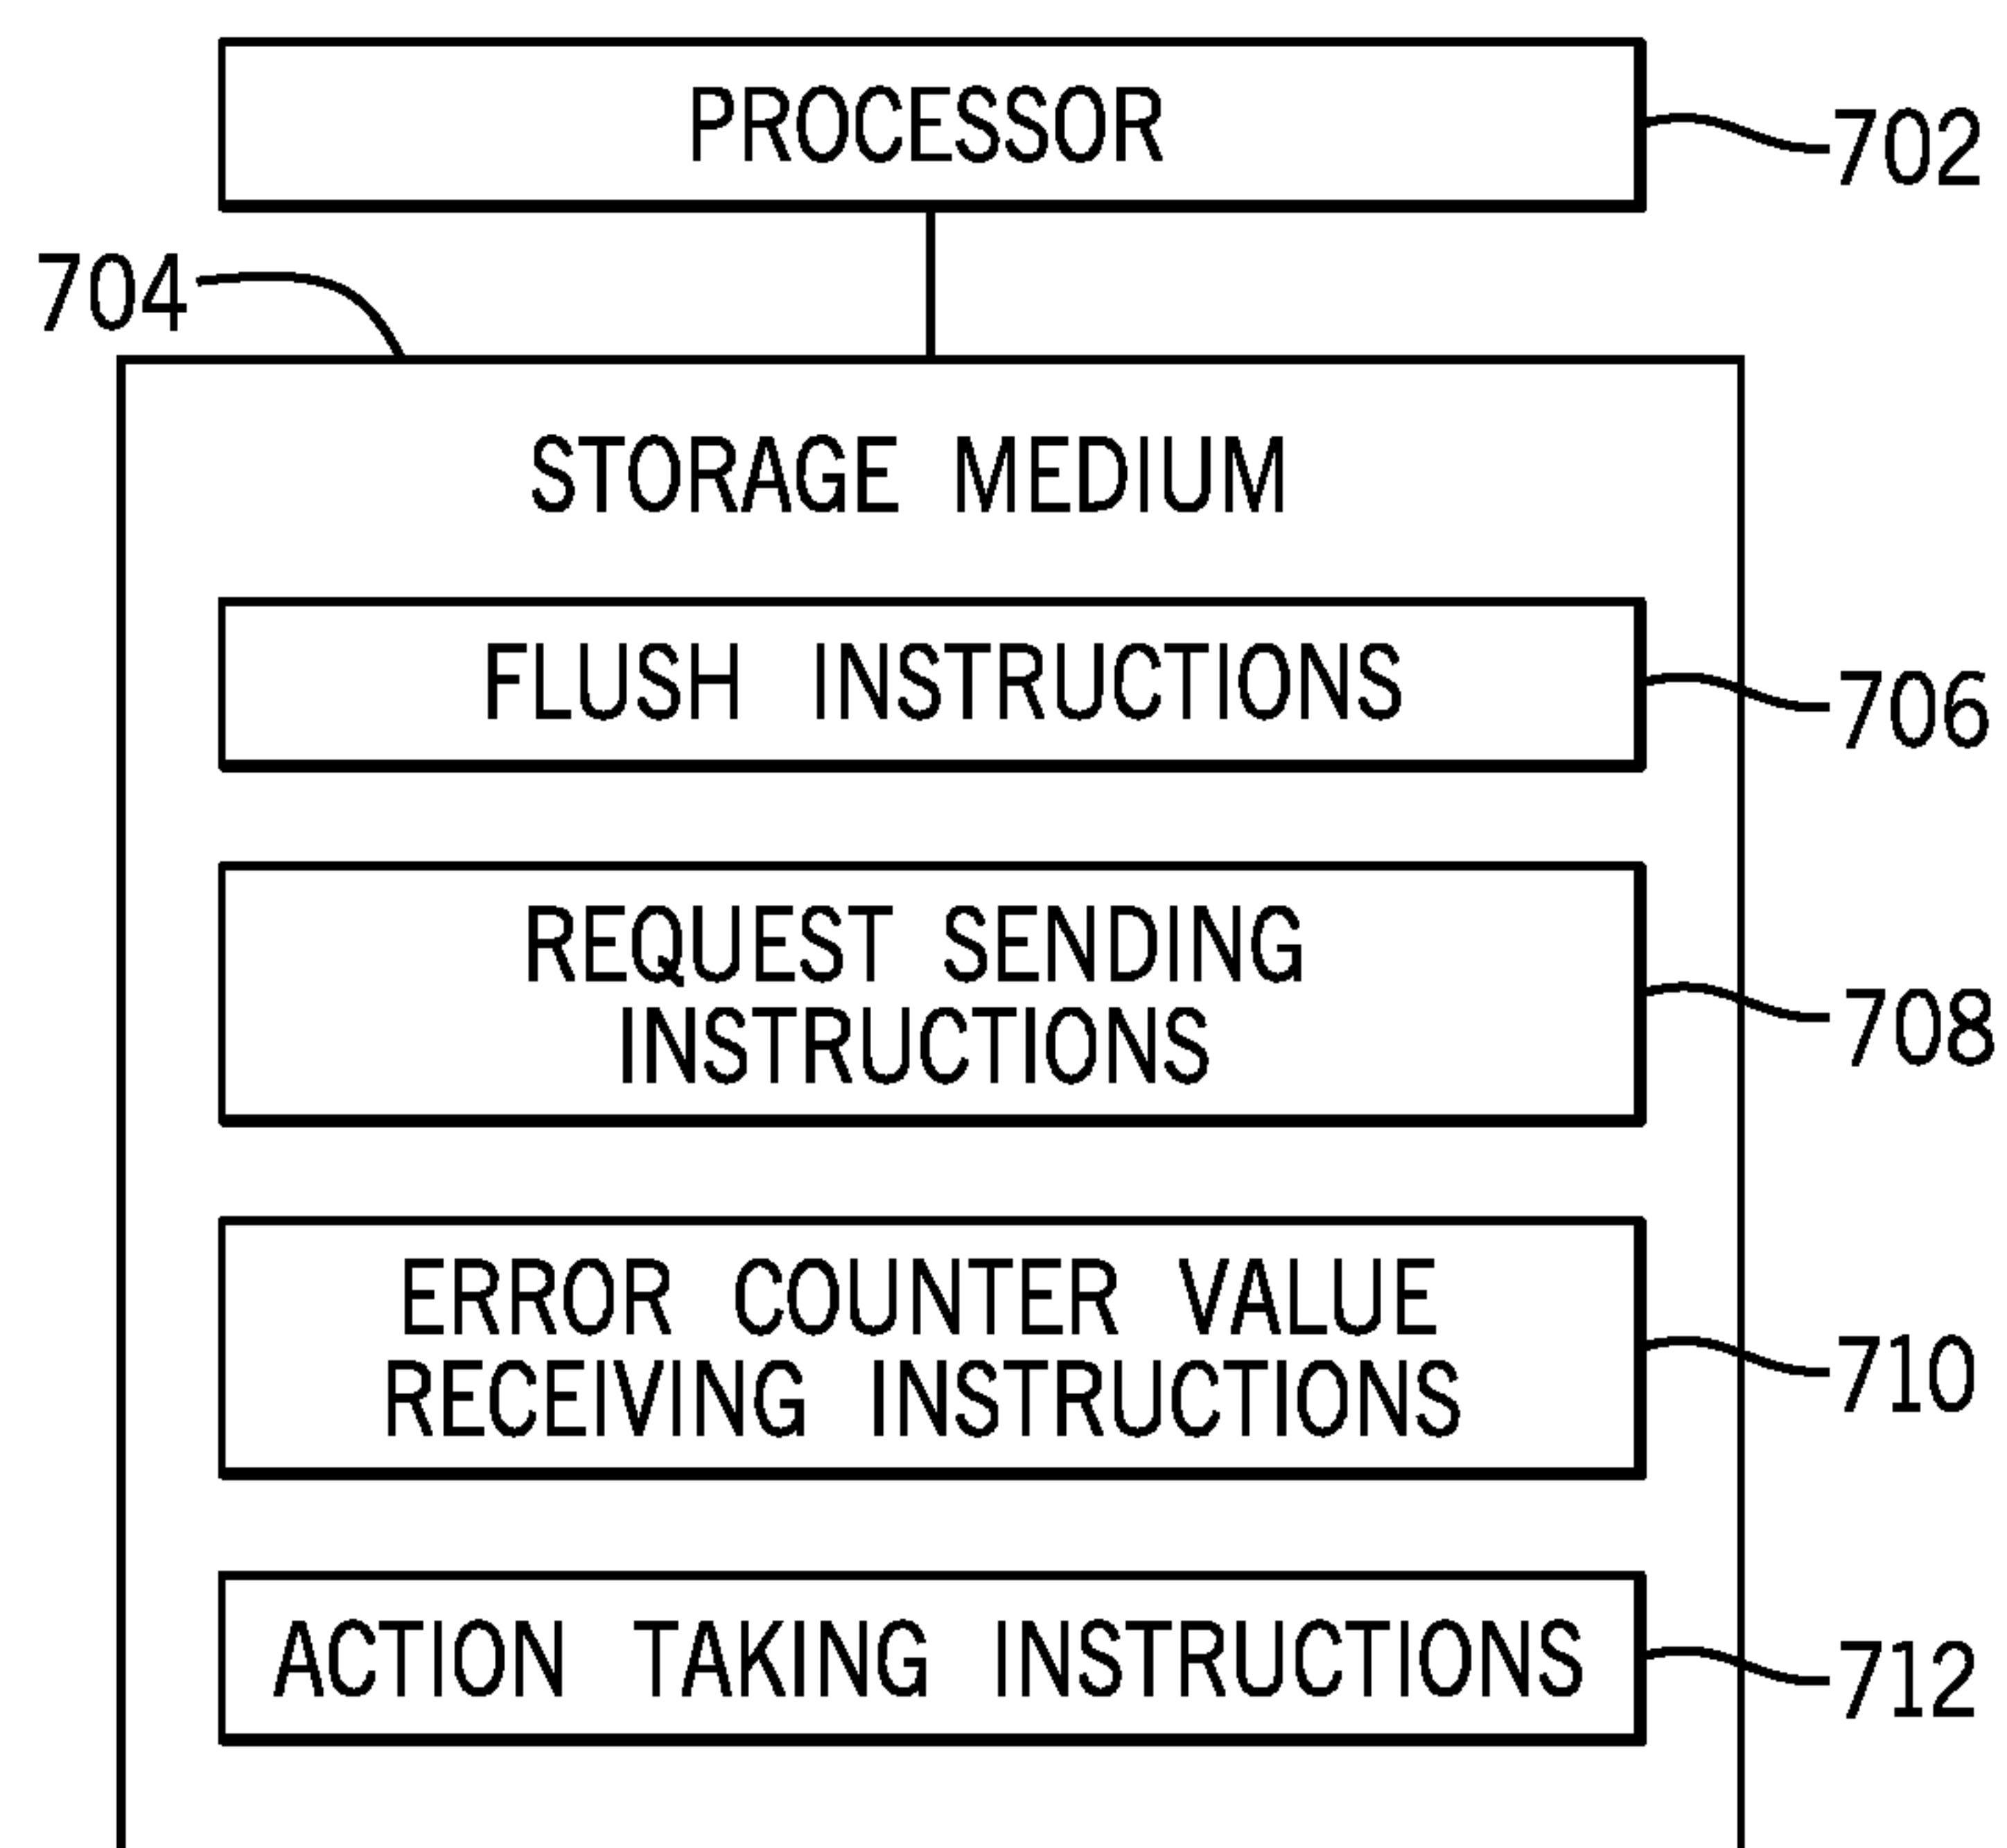 PROCESSOR
702
704
STORAGE MEDIUM
FLUSH INSTRUCTIONS
706
REQUEST SENDING
INSTRUCTIONS
708
ERROR COUNTER VALUE
RECEIVING INSTRUCTIONS
710
ACTION TAKING INSTRUCTIONS
712